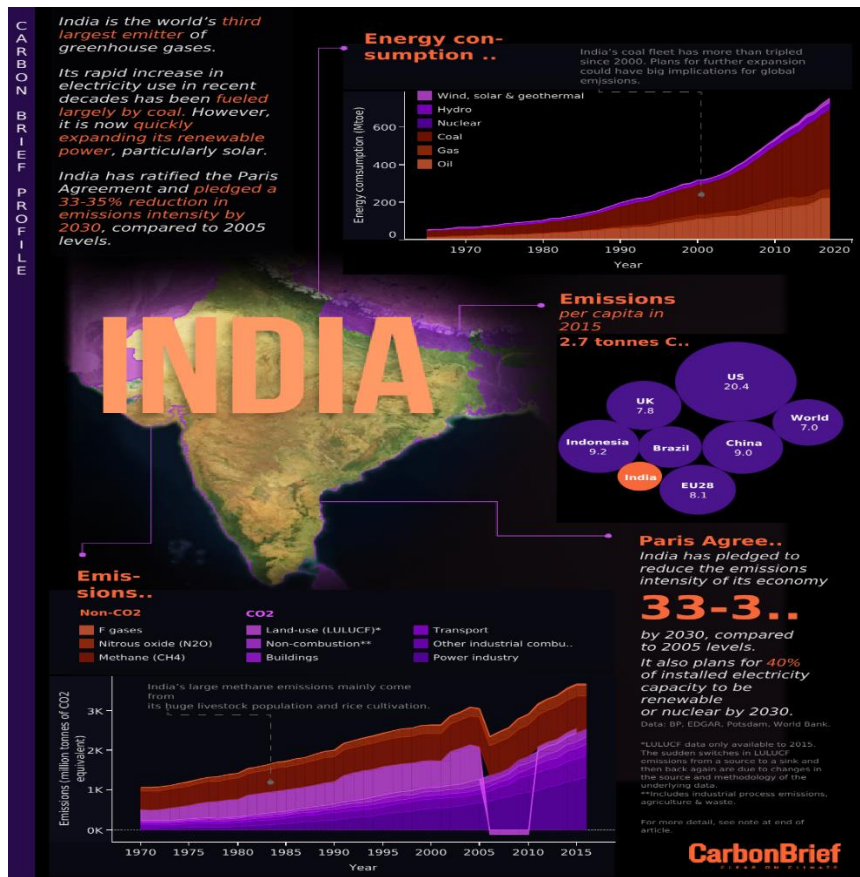 CARBON BRIEF PROFILE
India is the world's third
largest emitter of
greenhouse gases.
Its rapid increase in
electricity use in recent
decades has been fueled
largely by coal. However,
it is now quickly
expanding its renewable
power, particularly solar.
India has ratified the Paris
Agreement and pledged a
33-35% reduction in
emissions intensity by
2030, compared to 2005
levels.
Energy con-
sumption ..
India's coal fleet has more than tripled
since 2000. Plans for further expansion
could have big implications for global
emissions.
Wind, solar & geothermal
Hydro
Nuclear
Coal
Gas
Oil
Energy comsumption (Mtoe)
600
400
200
0
1970 1980 1990 2000 2010 2020
Year
INDIA
Emissions
per capita in
2015
2.7 tonnes C..
US
20.4
UK
7.8
World
7.0
Indonesia
9.2
Brazil
China
9.0
India
EU28
8.1
Paris Agree..
India has pledged to
reduce the emissions
intensity of its economy
33-3..
by 2030, compared
to 2005 levels.
It also plans for 40%
of installed electricity
capacity to be
renewable
or nuclear by 2030.
Data: BP, EDGAR, Potsdam, World Bank.
*LULUCF data only available to 2015.
The sudden switches in LULUCF
emissions from a source to a sink and
then back again are due to changes in
the source and methodology of the
underlying data.
**Includes industrial process emissions,
agriculture & waste.
For more detail, see note at end of
article.
CarbonBrief
CLEAR ON CLIMATE
Emis-
sions..
Non-CO2
F gases
Nitrous oxide (N2O)
Methane (CH4)
CO2
Land-use (LULUCF)*
Non-combustion**
Buildings
Transport
Other industrial combu..
Power industry
India's large methane emissions mainly come
from
its huge livestock population and rice cultivation.
Emissions (million tonnes of CO2
equivalent)
3K
2K
1K
0K
1970 1975 1980 1985 1990 1995 2000 2005 2010 2015
Year